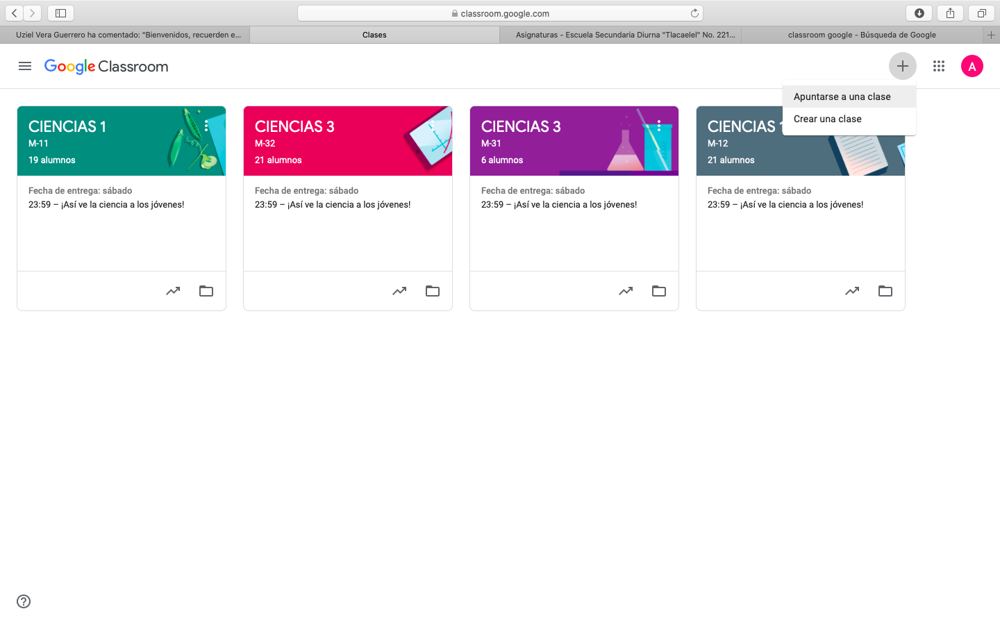 classroom.google.com
Uziel Vera Guerrero ha comentado: "Bienvenidos, recuerden e...
Clases
Asignaturas - Escuela Secundaria Diurna "Tlacaelel" No. 221...
classroom google - Búsqueda de Google
Google Classroom
A
Apuntarse a una clase
Crear una clase
CIENCIAS 1
M-11
19 alumnos
Fecha de entrega: sábado
23:59 – ¡Así ve la ciencia a los jóvenes!
CIENCIAS 3
M-32
21 alumnos
Fecha de entrega: sábado
23:59 – ¡Así ve la ciencia a los jóvenes!
CIENCIAS 3
M-31
6 alumnos
Fecha de entrega: sábado
23:59 – ¡Así ve la ciencia a los jóvenes!
CIENCIAS 1
M-12
21 alumnos
Fecha de entrega: sábado
23:59 – ¡Así ve la ciencia a los jóvenes!